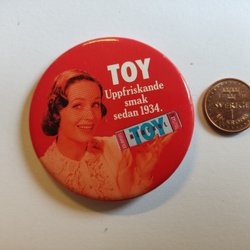 TOY
Uppfriskande
smak
sedan 1934.
TOY
SVERIGE